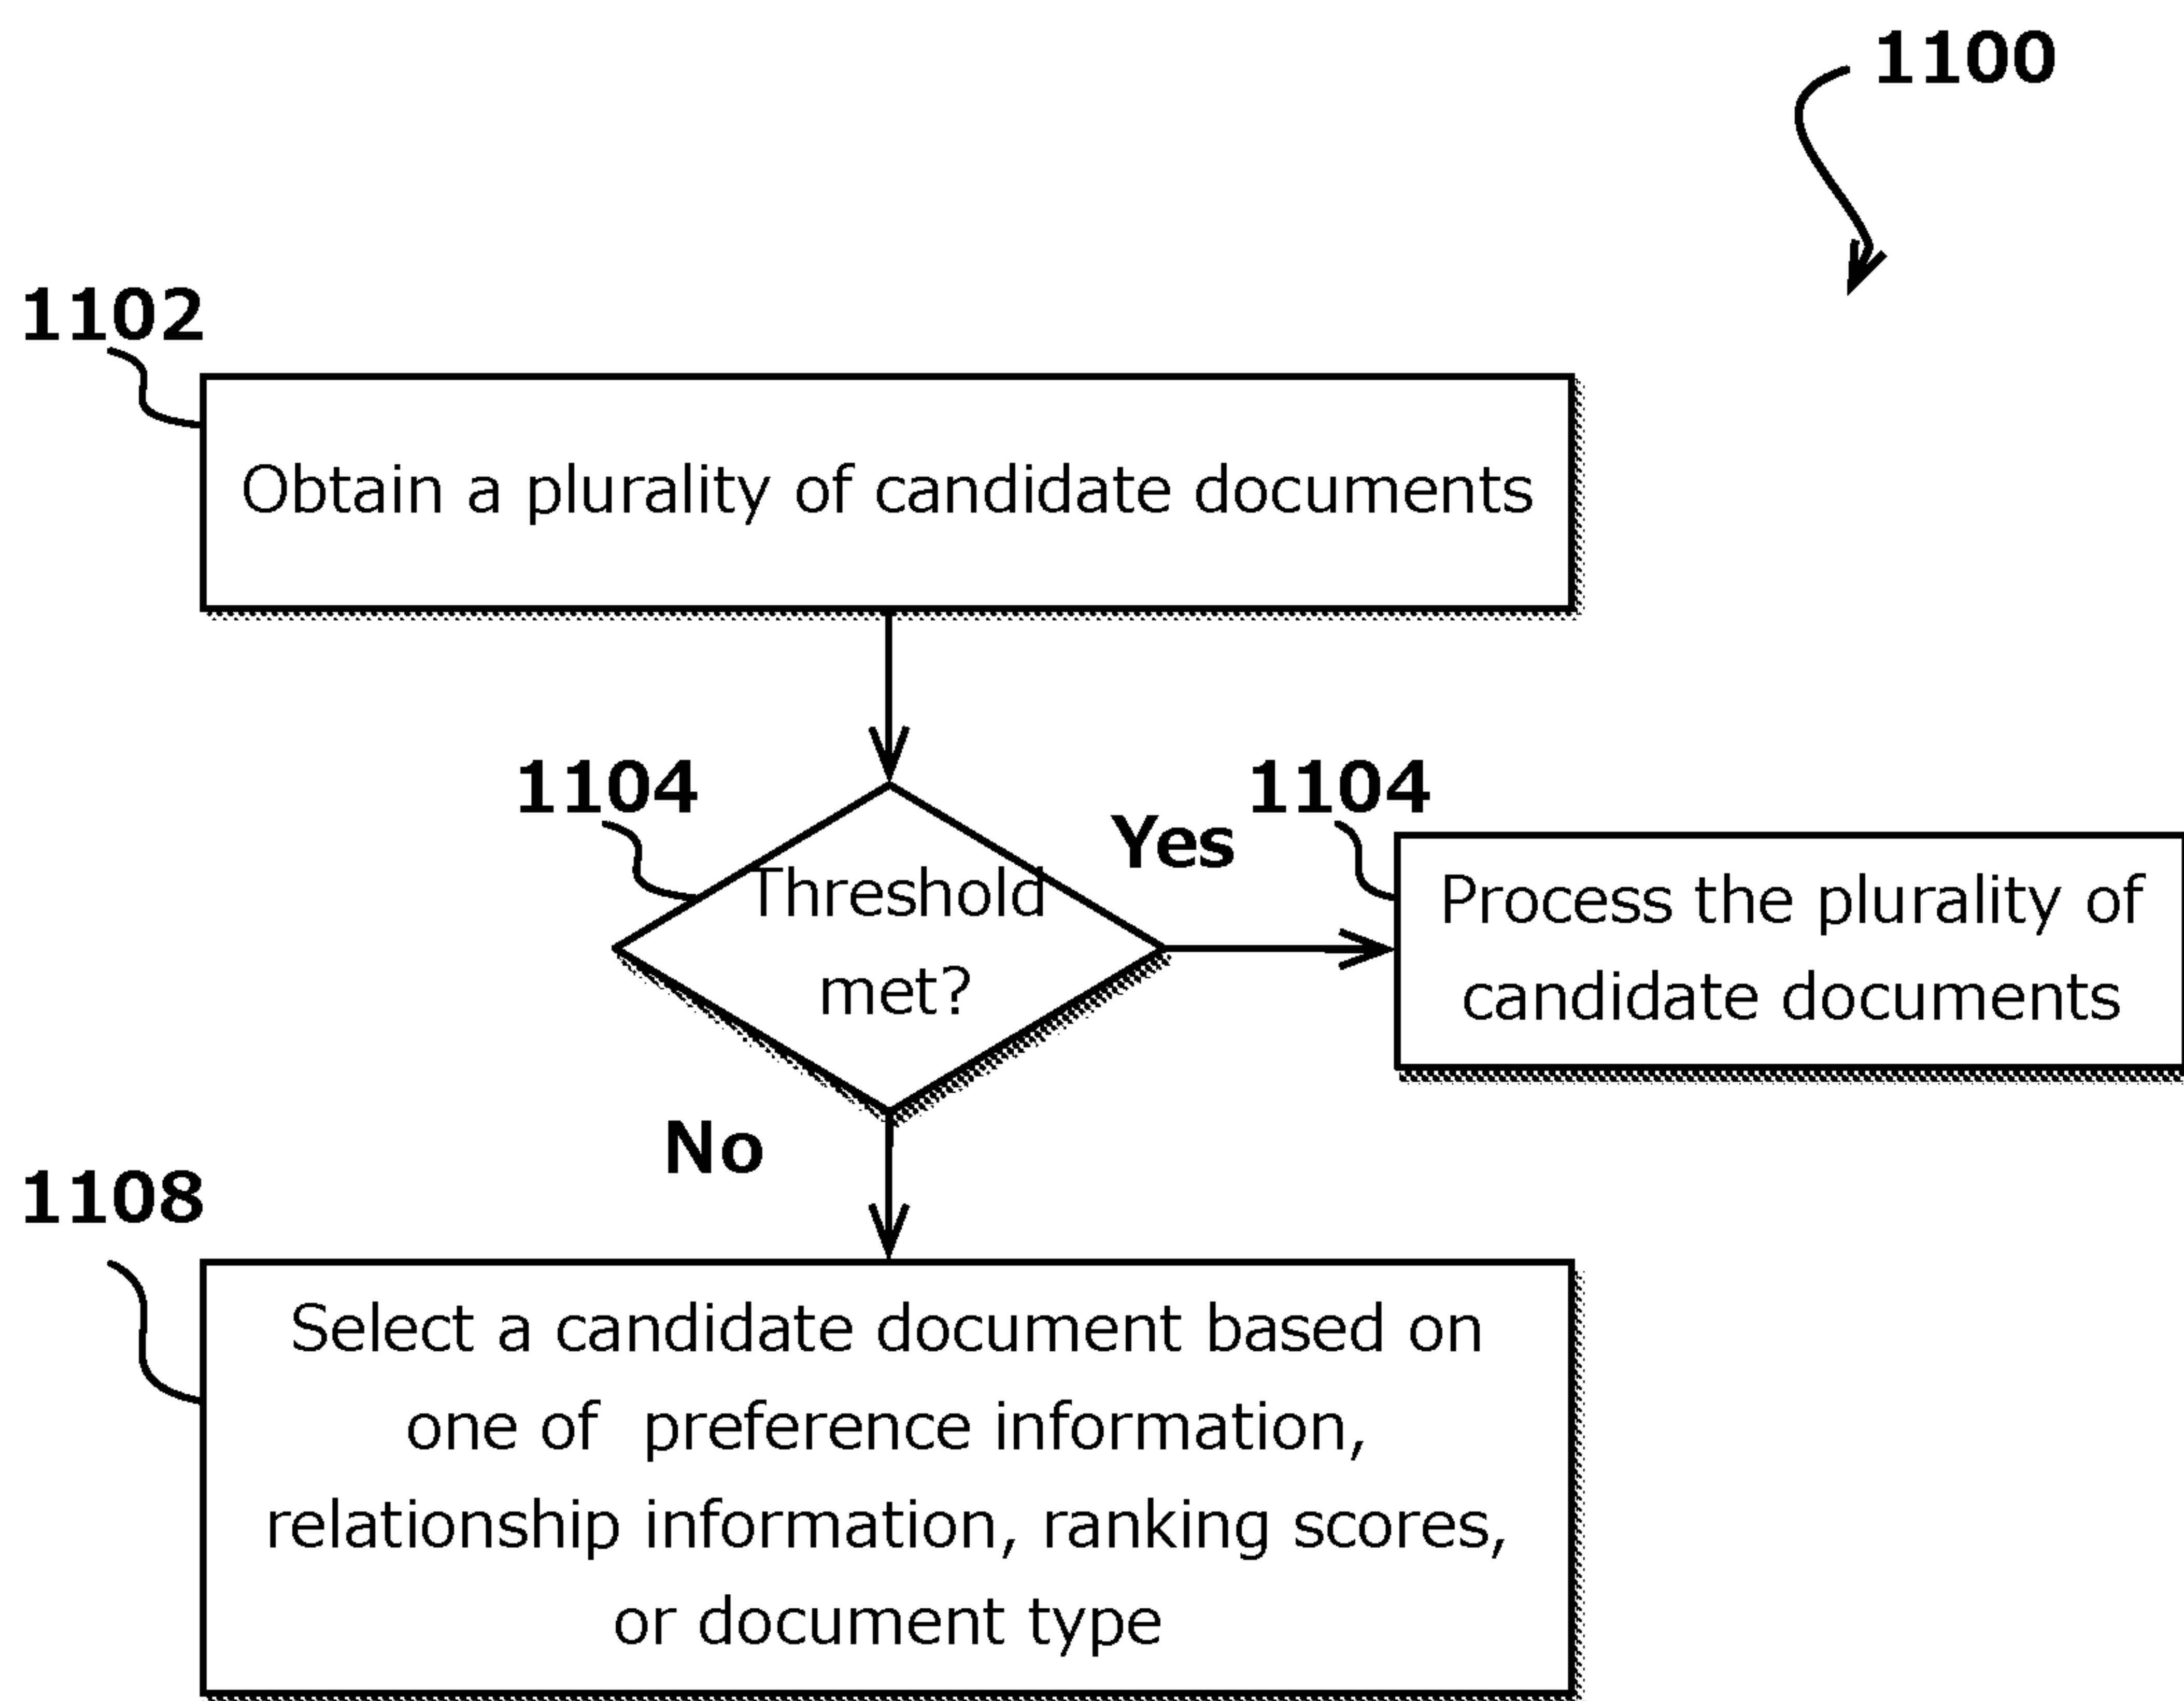 1100
1102
Obtain a plurality of candidate documents
1104
Threshold
met?
Yes
1104
Process the plurality of
candidate documents
No
1108
Select a candidate document based on
one of  preference information,
relationship information, ranking scores,
or document type